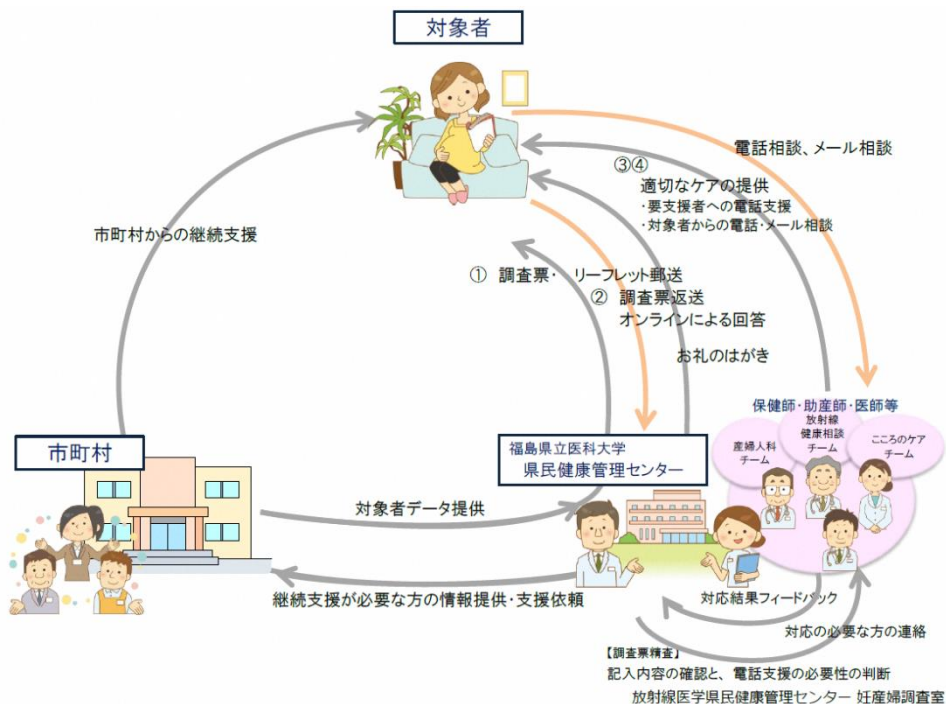 対象者
電話相談、メール相談
③④
適切なケアの提供
・要支援者への電話支援
・対象者からの電話・メール相談
市町村からの継続支援
① 調査票・ リーフレット郵送
② 調査票返送
オンラインによる回答
お礼のはがき
保健師・助産師・医師等
放射線
健康相談
チーム
産婦人科
チーム
こころのケア
チーム
市町村
福島県立医科大学
県民健康管理センター
対象者データ提供
継続支援が必要な方の情報提供・支援依頼
対応結果フィードバック
対応の必要な方の連絡
【調査票精査】
記入内容の確認と、電話支援の必要性の判断
放射線医学県民健康管理センター 妊産婦調査室